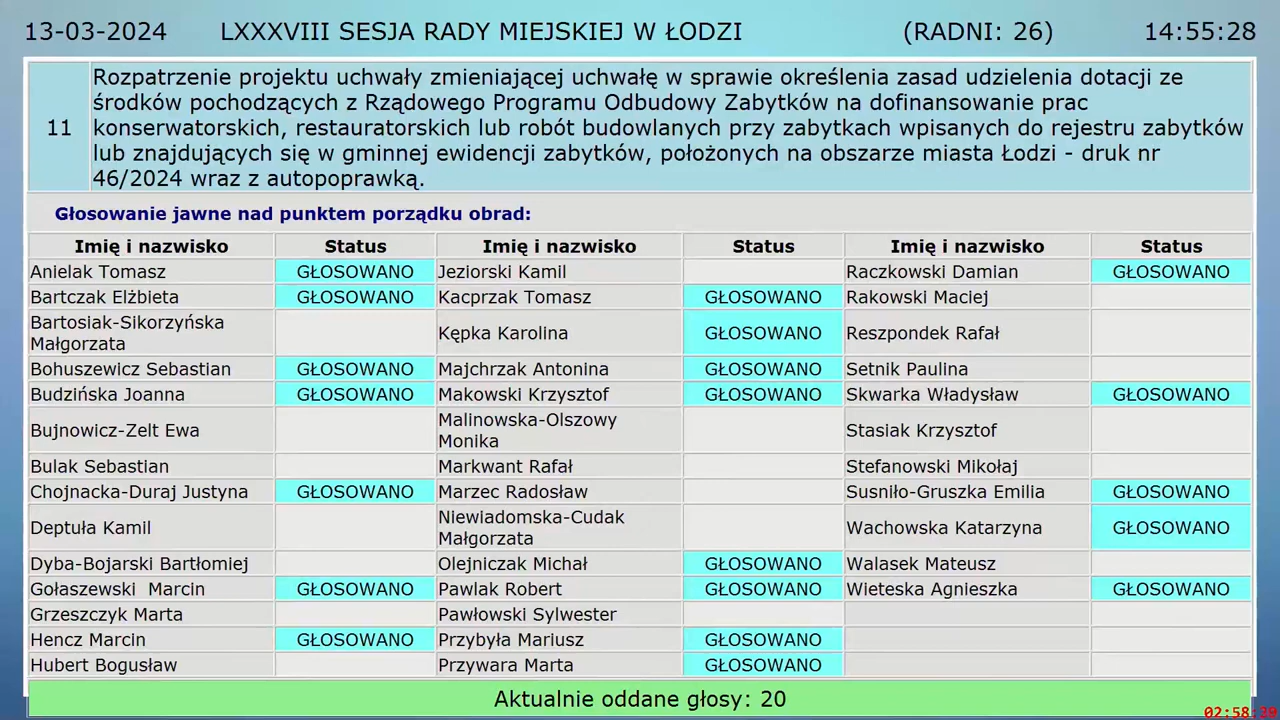 13-03-2024 LXXXVIII SESJA RADY MIEJSKIEJ W ŁODZI (RADNI: 26) 14:55:28
Rozpatrzenie projektu uchwały zmieniającej uchwałę w sprawie określenia zasad udzielenia dotacji ze
środków pochodzących z Rządowego Programu Odbudowy Zabytków na dofinansowanie prac
11 konserwatorskich, restauratorskich lub robót budowlanych przy zabytkach wpisanych do rejestru zabytków
lub znajdujących się w gminnej ewidencji zabytków, położonych na obszarze miasta Łodzi - druk nr
46/2024 wraz z autopoprawką.
Głosowanie jawne nad punktem porządku obrad:
Imię i nazwisko Status Imię i nazwisko Status Imię i nazwisko Status
Anielak Tomasz GŁOSOWANO Jeziorski Kamil Raczkowski Damian GŁOSOWANO
Bartczak Elżbieta GŁOSOWANO Kacprzak Tomasz GŁOSOWANO Rakowski Maciej
Bartosiak-Sikorzyńska
Małgorzata Kępka Karolina GŁOSOWANO Reszpondek Rafał
Bohuszewicz Sebastian GŁOSOWANO Majchrzak Antonina GŁOSOWANO Setnik Paulina
Budzińska Joanna GŁOSOWANO Makowski Krzysztof GŁOSOWANO Skwarka Władysław GŁOSOWANO
Bujnowicz-Zelt Ewa Malinowska-Olszowy
Monika Stasiak Krzysztof
Bulak Sebastian Markwant Rafał Stefanowski Mikołaj
Chojnacka-Duraj Justyna GŁOSOWANO Marzec Radosław Susniło-Gruszka Emilia GŁOSOWANO
Deptuła Kamil Niewiadomska-Cudak
Małgorzata Wachowska Katarzyna GŁOSOWANO
Dyba-Bojarski Bartłomiej Olejniczak Michał GŁOSOWANO Walasek Mateusz
Gołaszewski Marcin GŁOSOWANO Pawlak Robert GŁOSOWANO Wieteska Agnieszka GŁOSOWANO
Grzeszczyk Marta Pawłowski Sylwester
Hencz Marcin GŁOSOWANO Przybyła Mariusz GŁOSOWANO
Hubert Bogusław Przywara Marta GŁOSOWANO
Aktualnie oddane głosy: 20
02:58:39